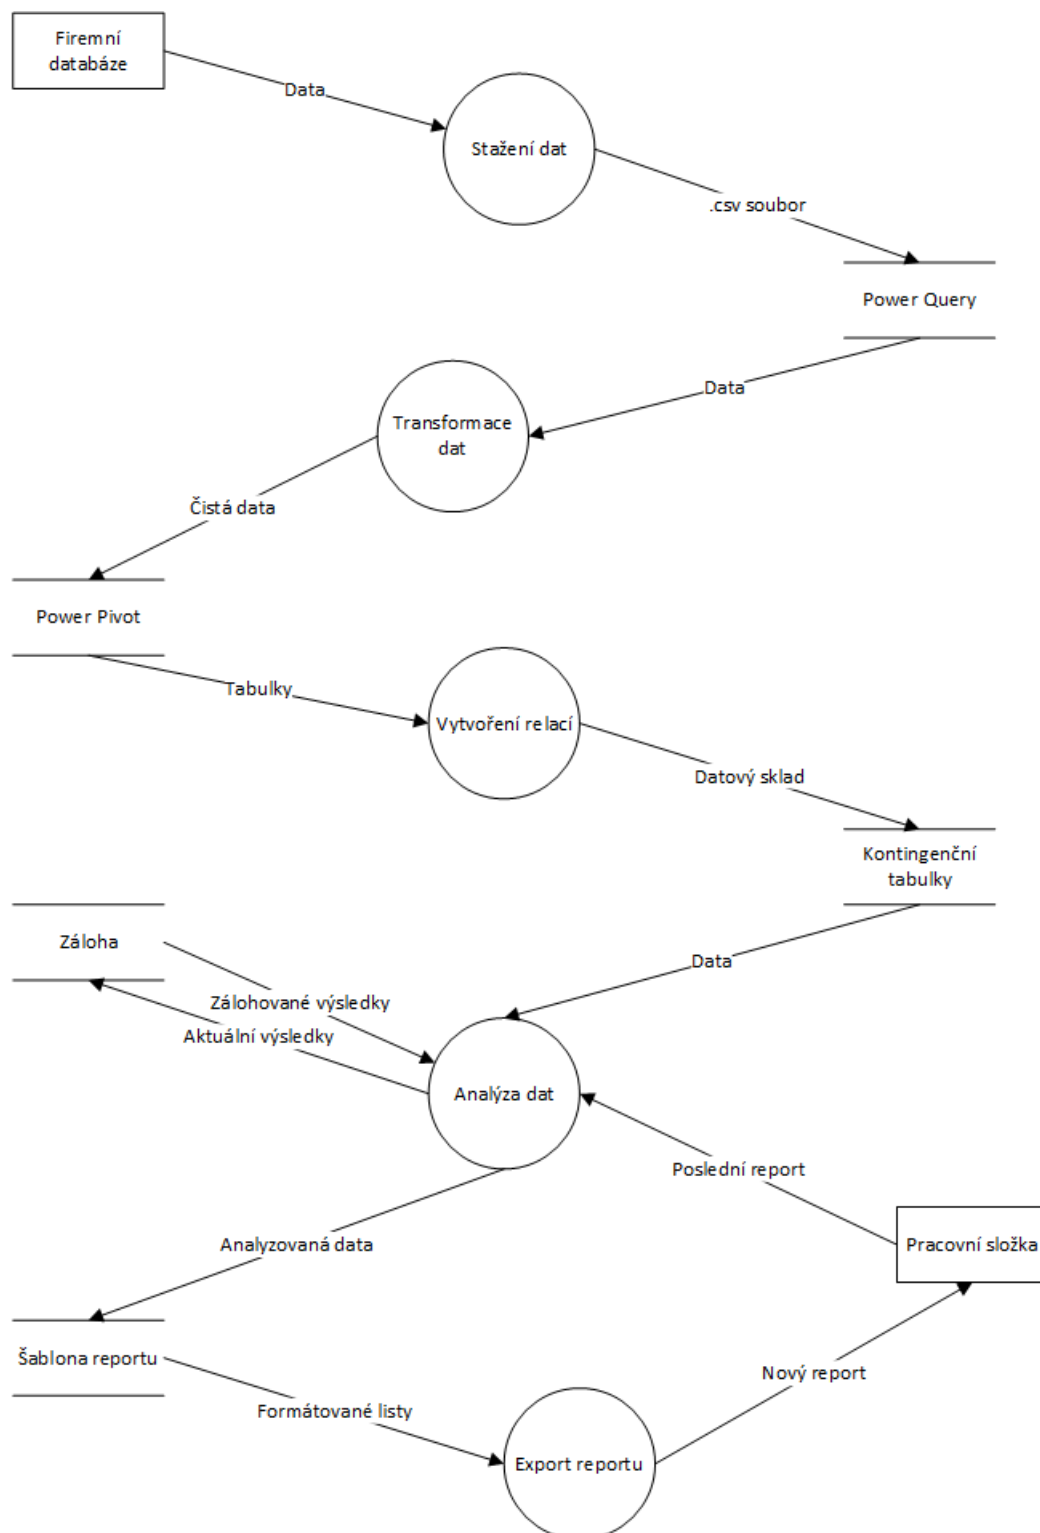 Firemní
databáze
Data
Stažení dat
.csv soubor
Power Query
Data
Transformace
dat
Čistá data
Power Pivot
Tabulky
Vytvoření relací
Datový sklad
Kontingenční
tabulky
Záloha
Data
Zálohované výsledky
Aktuální výsledky
Analýza dat
Poslední report
Analyzovaná data
Pracovní složka
Šablona reportu
Nový report
Formátované listy
Export reportu